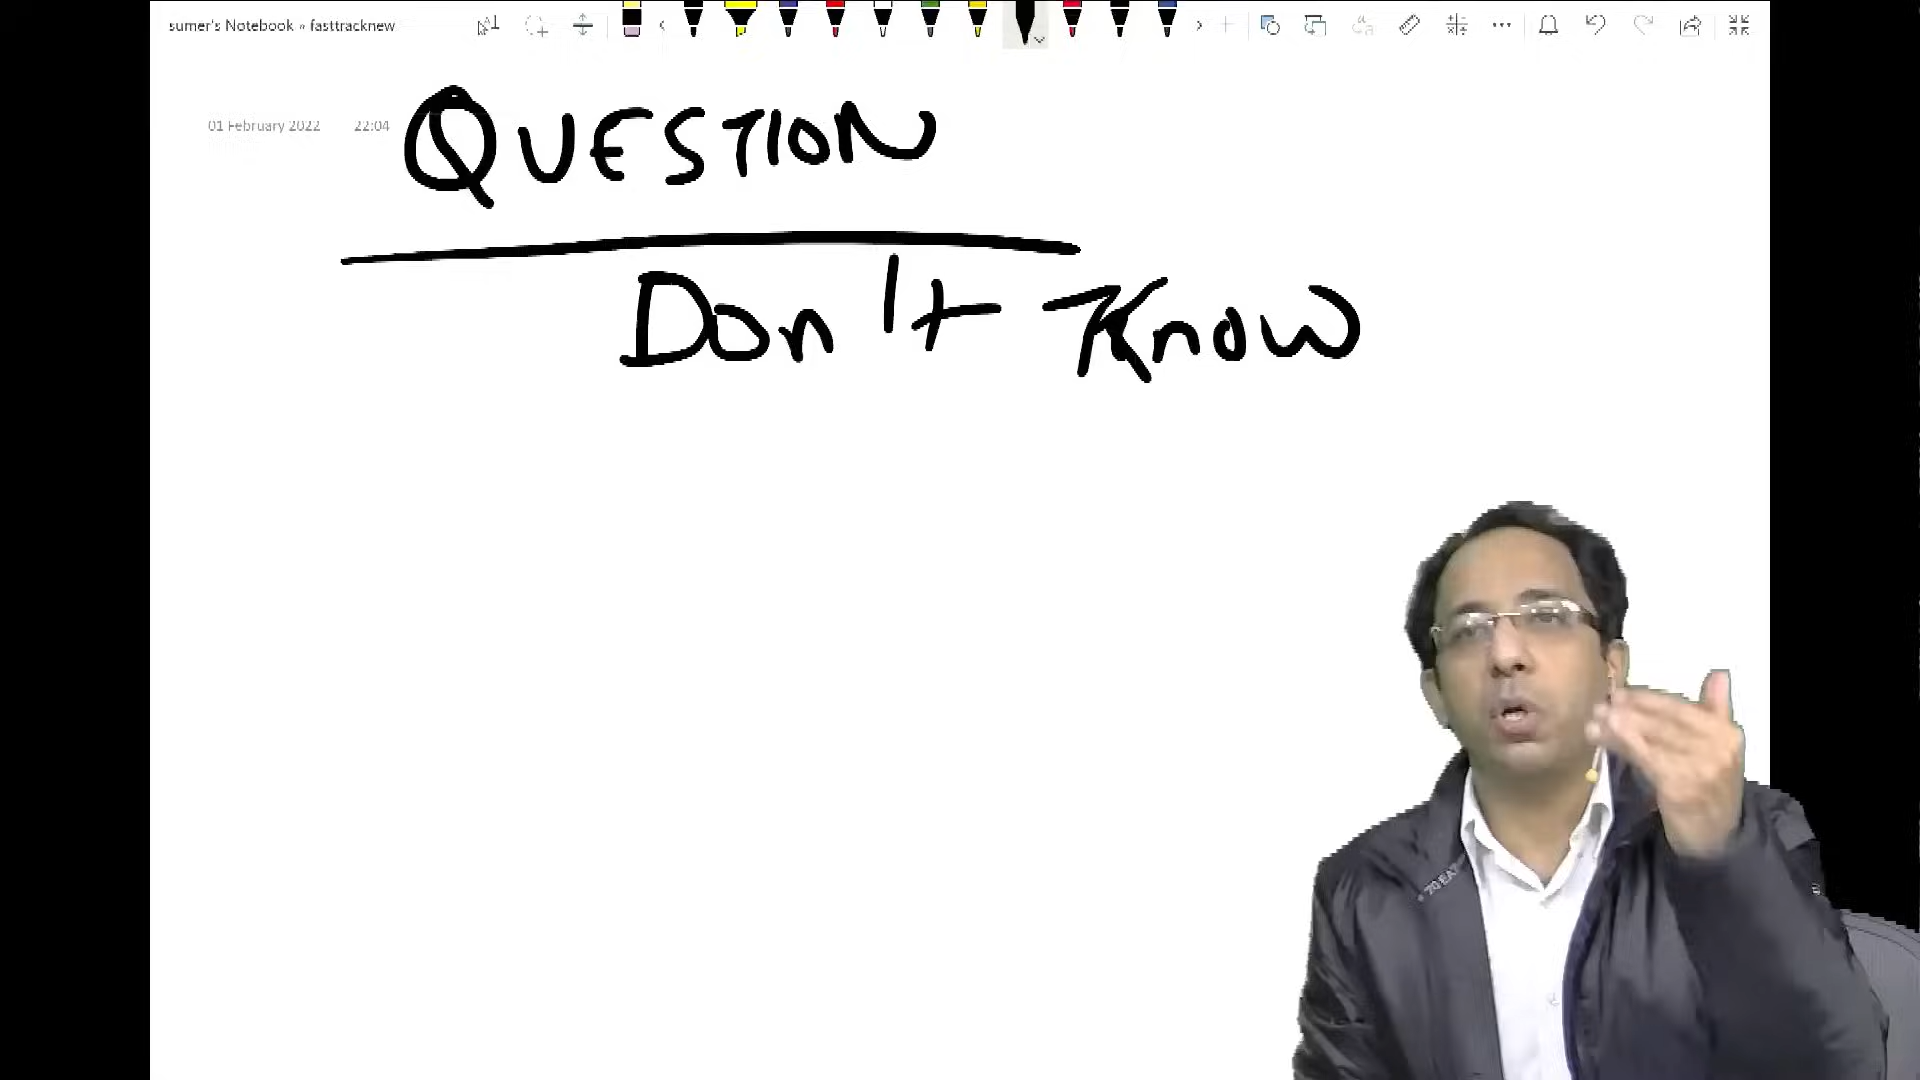 sumer's Notebook » fasttracknew
01 February 2022 22:04
QUESTION
Don't Know